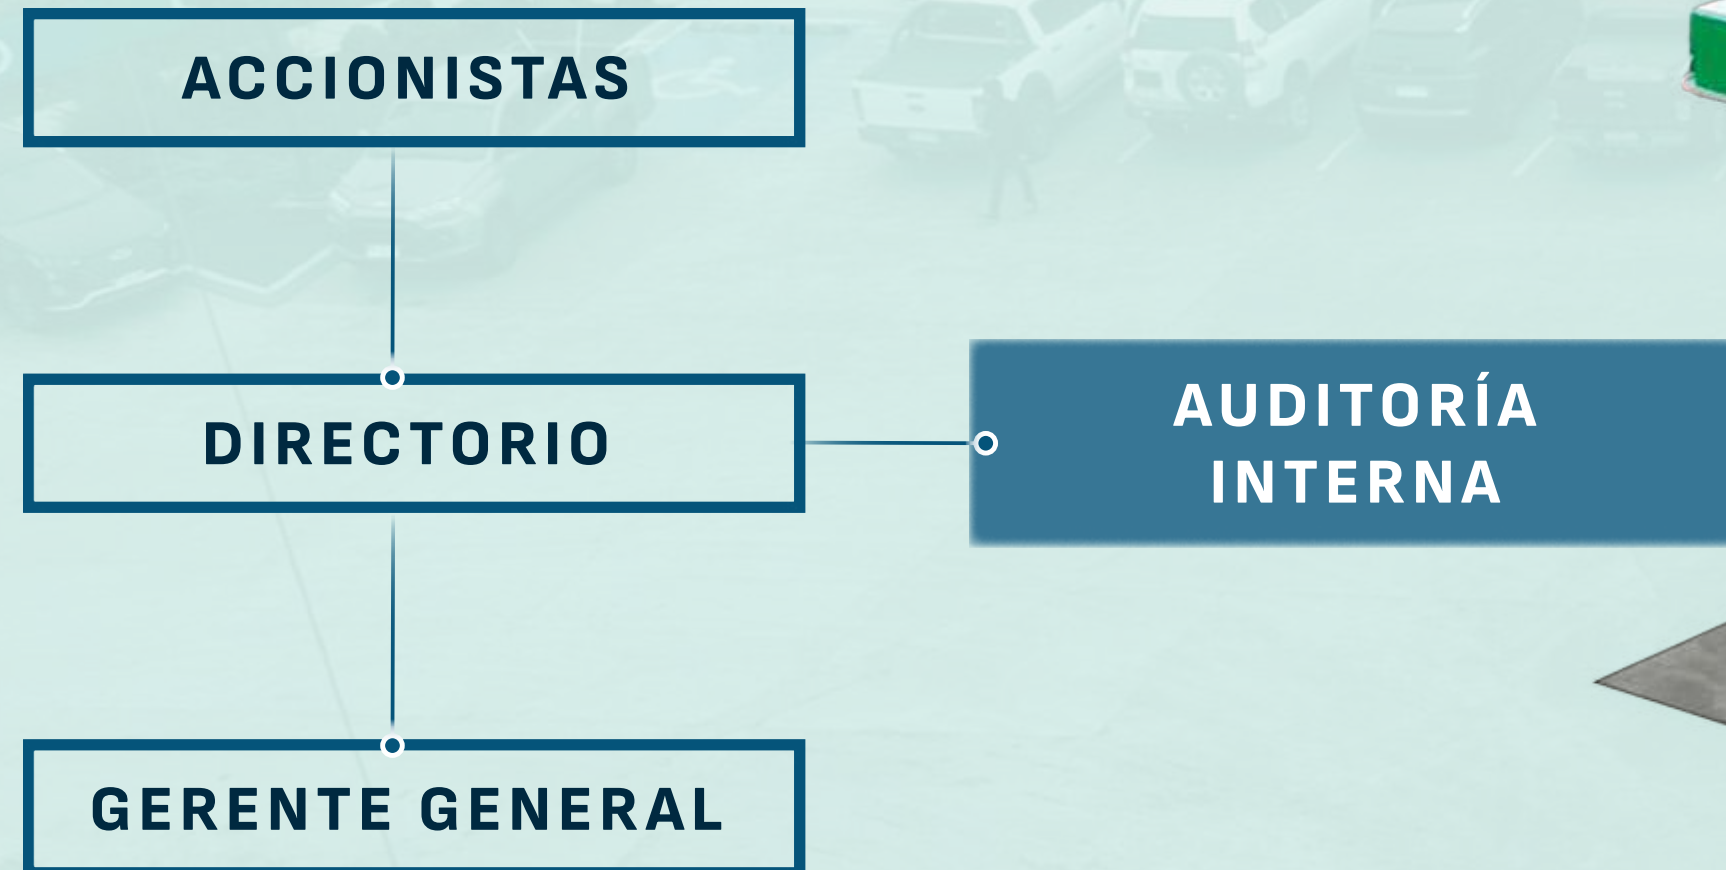 ACCIONISTAS
DIRECTORIO
AUDITORÍA
INTERNA
GERENTE GENERAL